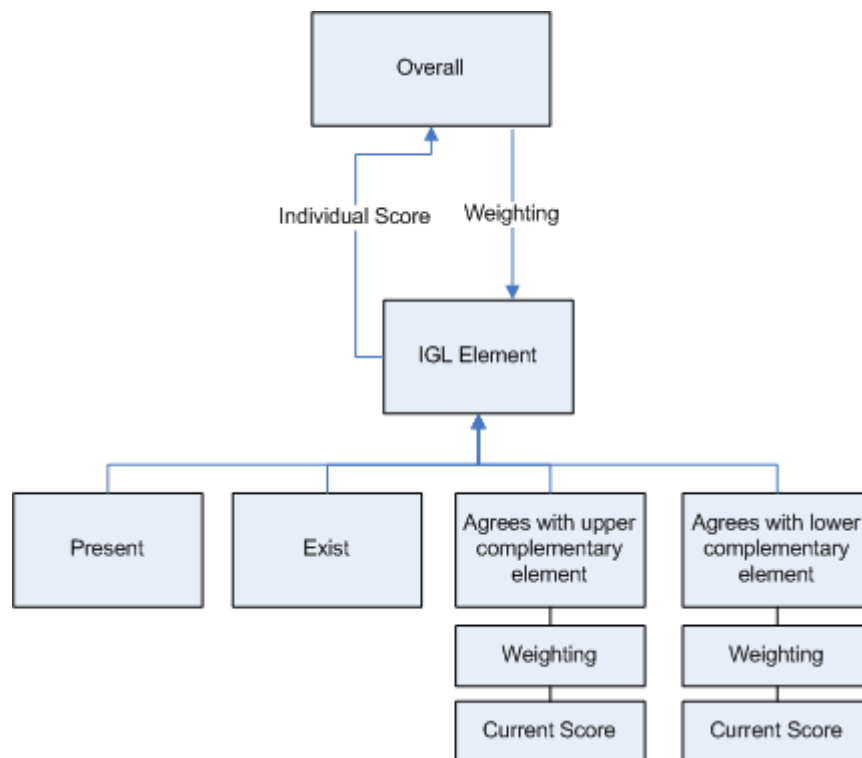 Overall
Individual Score
Weighting
IGL Element
Present
Exist
Agrees with upper
complementary
element
Agrees with lower
complementary
element
Weighting
Weighting
Current Score
Current Score